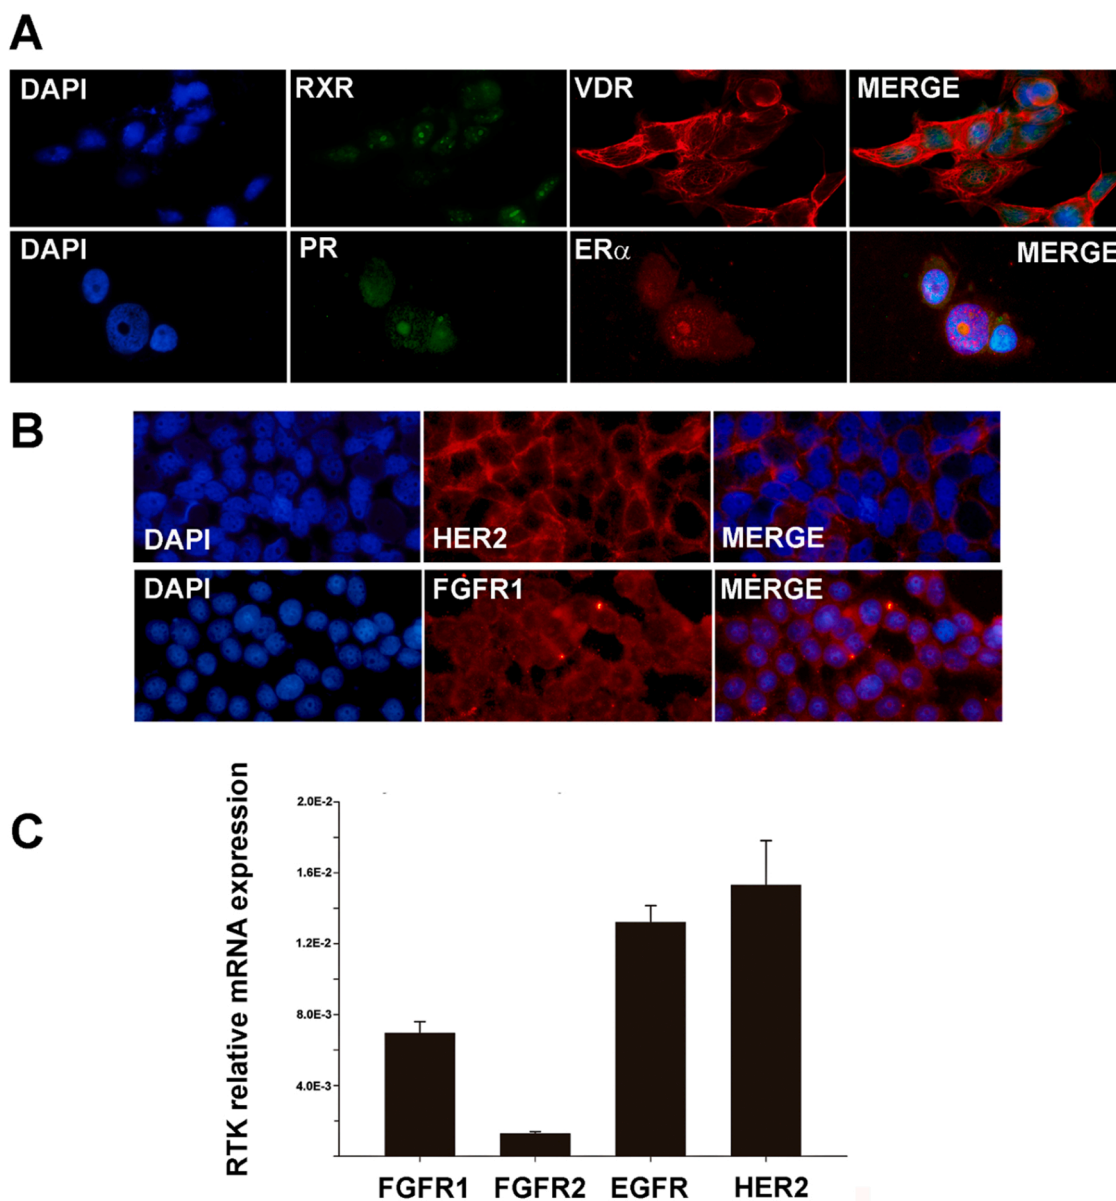 A
DAPI RXR VDR MERGE
DAPI PR ERα MERGE
B
DAPI HER2 MERGE
DAPI FGFR1 MERGE
C
RTK relative mRNA expression
2.0E-2
1.6E-2
1.2E-2
8.0E-3
4.0E-3
FGFR1 FGFR2 EGFR HER2